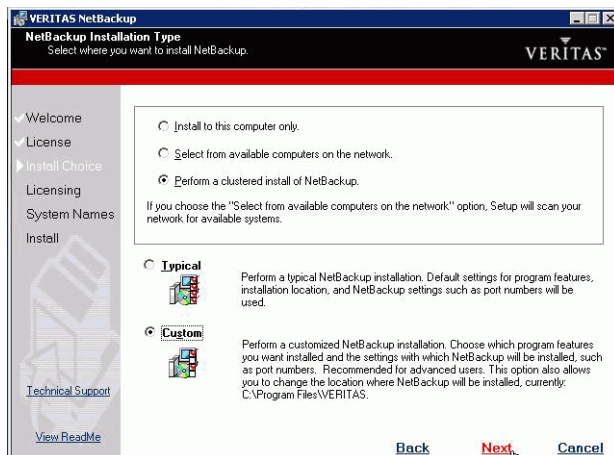 VERITAS NetBackup
NetBackup Installation Type
Select where you want to install NetBackup.
VERITAS
Welcome
License
Install Choice
Licensing
System Names
Install
Technical Support
View ReadMe
Install to this computer only.
Select from available computers on the network.
Perform a clustered install of NetBackup.
If you choose the "Select from available computers on the network" option, Setup will scan your
network for available systems.
Typical
Perform a typical NetBackup installation. Default settings for program features,
installation location, and NetBackup settings such as port numbers will be
used.
Custom
Perform a customized NetBackup installation. Choose which program features
you want installed and the settings with which NetBackup will be installed, such
as port numbers. Recommended for advanced users. This option also allows
you to change the location where NetBackup will be installed, currently:
C:\Program Files\VERITAS.
Back
Next
Cancel